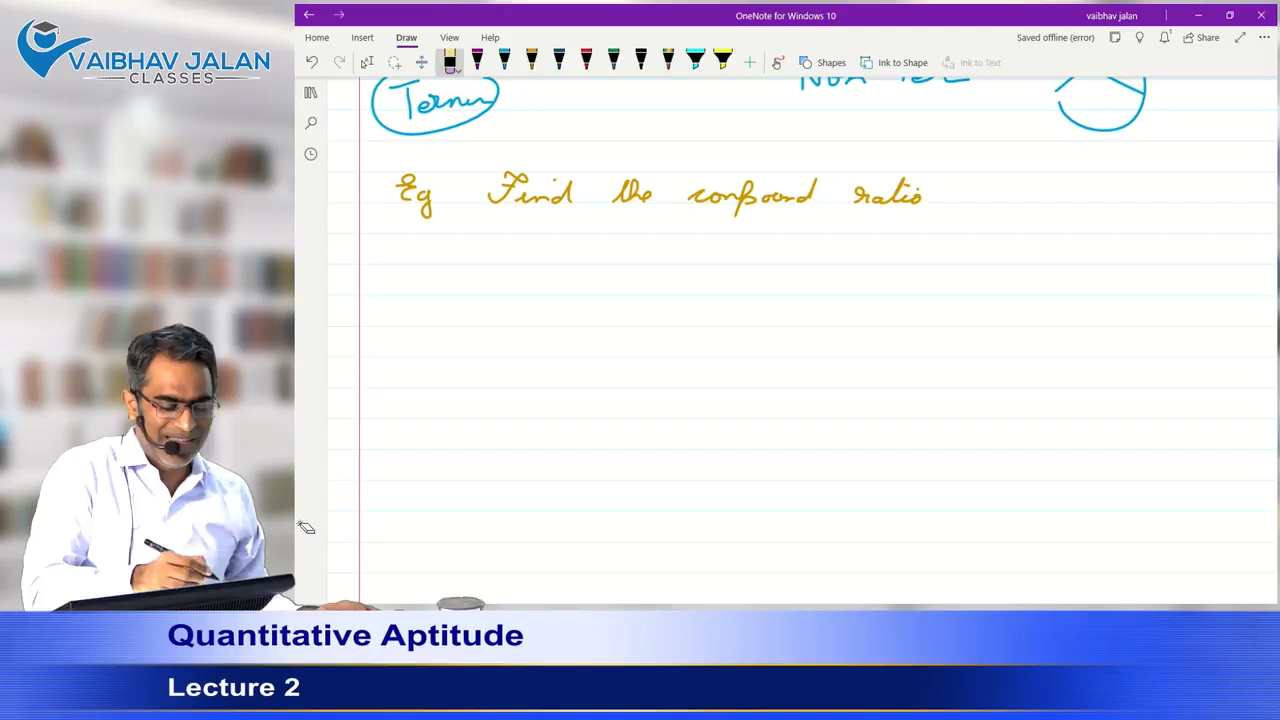 OneNote for Windows 10
vaibhav jalan
VAIBHAV JALAN
CLASSES
Home Insert Draw View Help
Saved offline (error)
Share
Shapes
Ink to Shape
Ink to Text
Eg Find the compound ratio
Quantitative Aptitude
Lecture 2